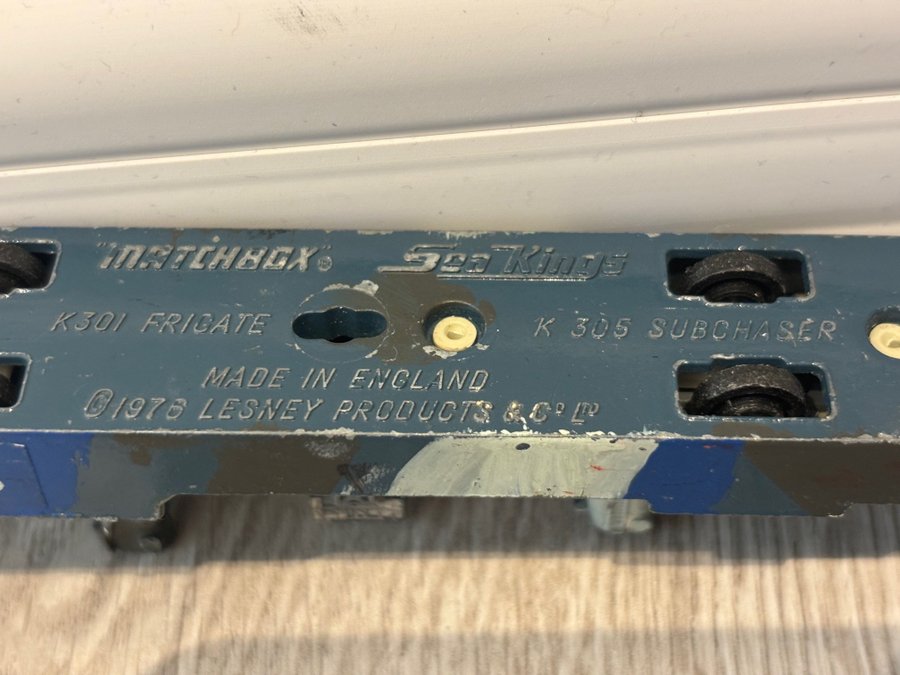 "MATCHBOX"® Sea Kings
K301 FRIGATE K 305 SUBCHASER
MADE IN ENGLAND
©1976 LESNEY PRODUCTS & Co LTD